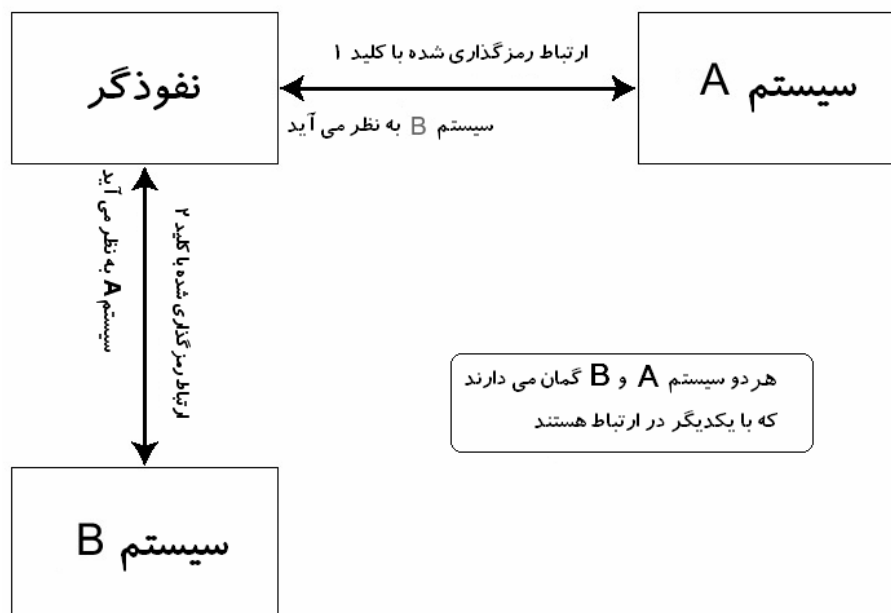 نفوذگر
ارتباط رمزگذاری شده با کلید ۱
سیستم B به نظر می آید
سیستم A
ارتباط رمزگذاری شده با کلید ۲
سیستم A به نظر می آید
هر دو سیستم A و B گمان می دارند
که با یکدیگر در ارتباط هستند
سیستم B